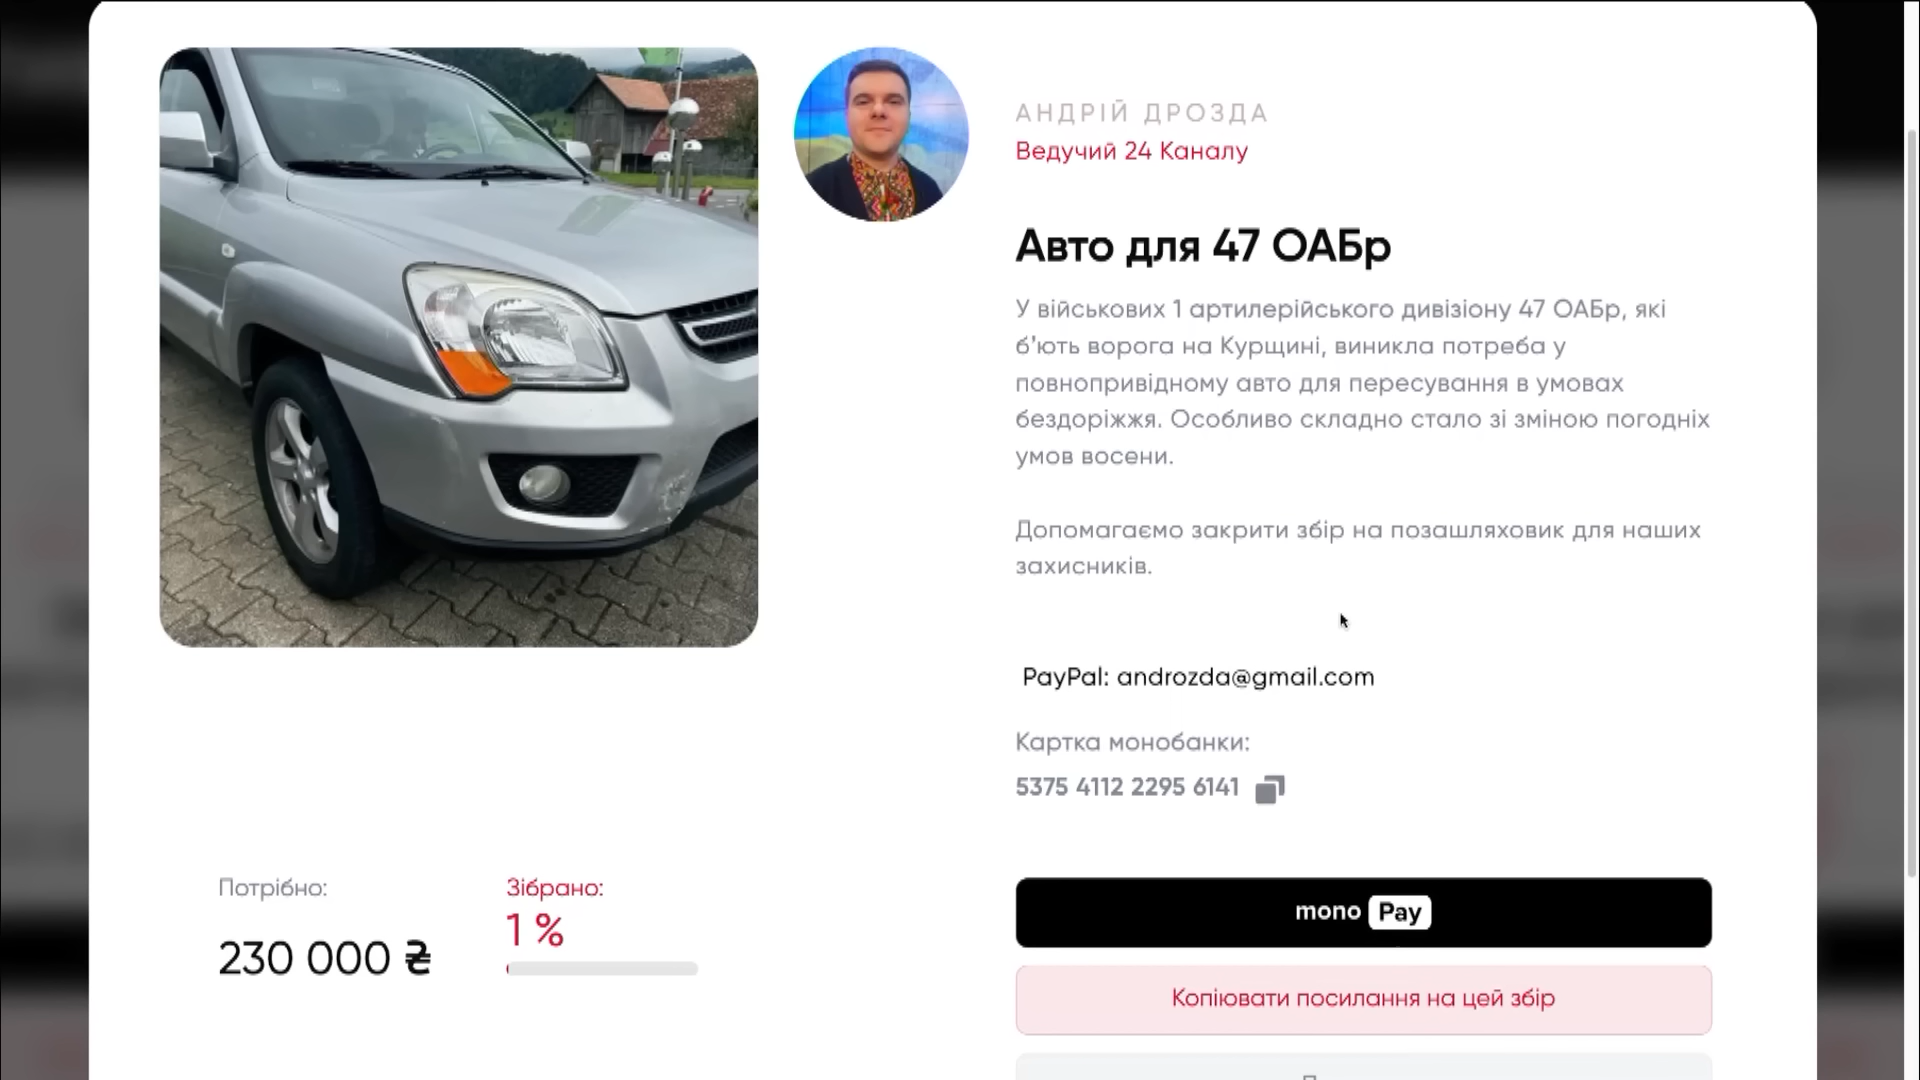 АНДРІЙ ДРОЗДА
Ведучий 24 Каналу
Авто для 47 ОАБр
У військових 1 артилерійського дивізіону 47 ОАБр, які
б'ють ворога на Курщині, виникла потреба у
повнопривідному авто для пересування в умовах
бездоріжжя. Особливо складно стало зі зміною погодніх
умов восени.
Допомагаємо закрити збір на позашляховик для наших
захисників.
PayPal: androzda@gmail.com
Картка монобанки:
5375 4112 2295 6141
Потрібно:
230 000 ₴
Зібрано:
1 %
mono Pay
Копіювати посилання на цей збір